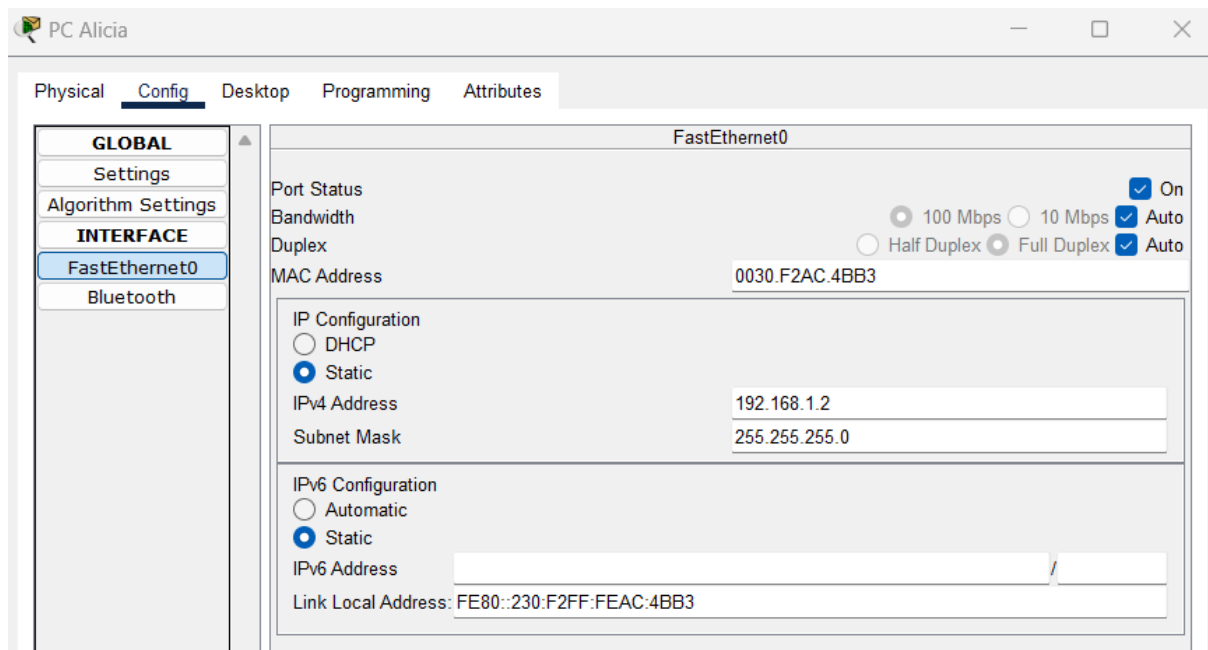 PC Alicia
Physical Config Desktop Programming Attributes
GLOBAL
Settings
Algorithm Settings
INTERFACE
FastEthernet0
Bluetooth
FastEthernet0
Port Status On
Bandwidth 100 Mbps 10 Mbps Auto
Duplex Half Duplex Full Duplex Auto
MAC Address 0030.F2AC.4BB3
IP Configuration
DHCP
Static
IPv4 Address 192.168.1.2
Subnet Mask 255.255.255.0
IPv6 Configuration
Automatic
Static
IPv6 Address /
Link Local Address: FE80::230:F2FF:FEAC:4BB3